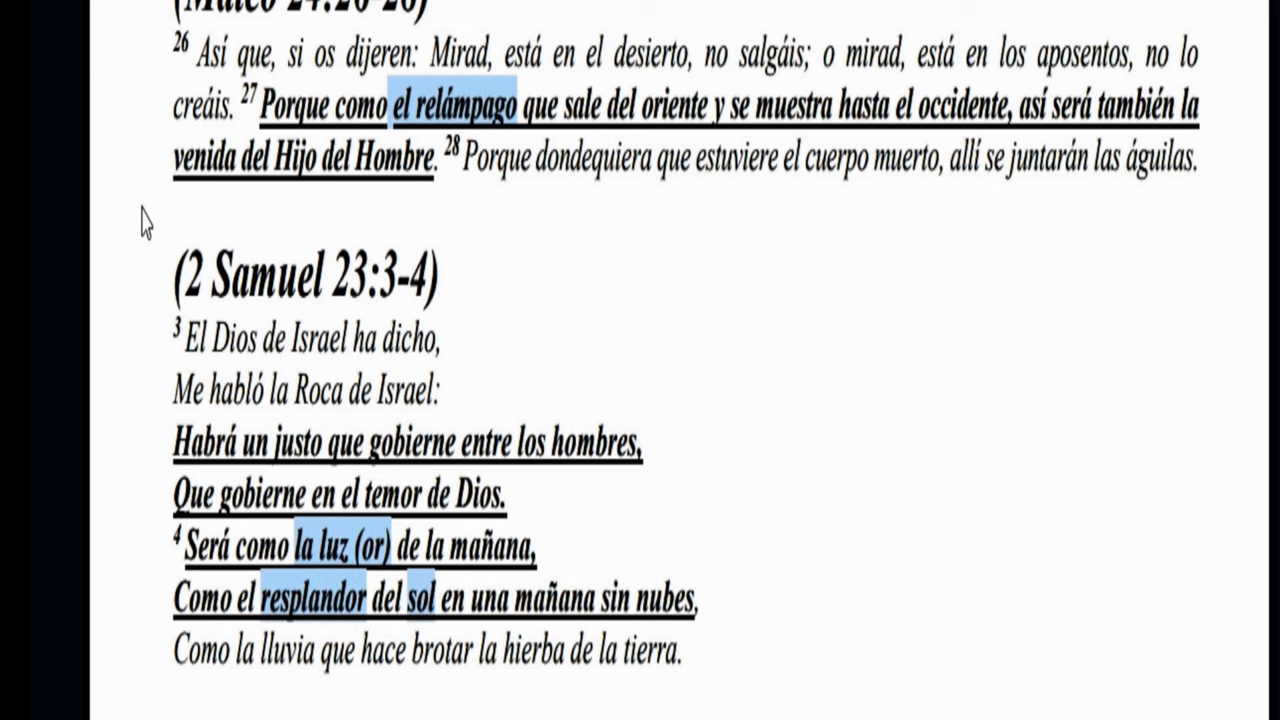 (Mateo 24:26-28)
26 Así que, si os dijeren: Mirad, está en el desierto, no salgáis; o mirad, está en los aposentos, no lo
creáis. 27 Porque como el relámpago que sale del oriente y se muestra hasta el occidente, así será también la
venida del Hijo del Hombre. 28 Porque dondequiera que estuviere el cuerpo muerto, allí se juntarán las águilas.
(2 Samuel 23:3-4)
3 El Dios de Israel ha dicho,
Me habló la Roca de Israel:
Habrá un justo que gobierne entre los hombres,
Que gobierne en el temor de Dios.
4 Será como la luz (or) de la mañana,
Como el resplandor del sol en una mañana sin nubes,
Como la lluvia que hace brotar la hierba de la tierra.